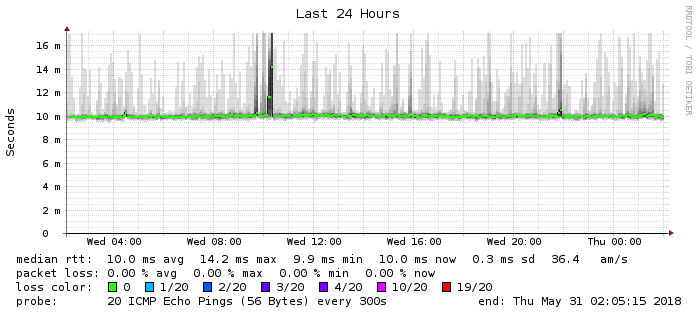 Last 24 Hours
RRDTOOL / TOBI OETIKER
Seconds
16 m
14 m
12 m
10 m
8 m
6 m
4 m
2 m
0
Wed 04:00 Wed 08:00 Wed 12:00 Wed 16:00 Wed 20:00 Thu 00:00
median rtt: 10.0 ms avg 14.2 ms max 9.9 ms min 10.0 ms now 0.3 ms sd 36.4 am/s
packet loss: 0.00 % avg 0.00 % max 0.00 % min 0.00 % now
loss color: 0 1/20 2/20 3/20 4/20 10/20 19/20
probe: 20 ICMP Echo Pings (56 Bytes) every 300s end: Thu May 31 02:05:15 2018